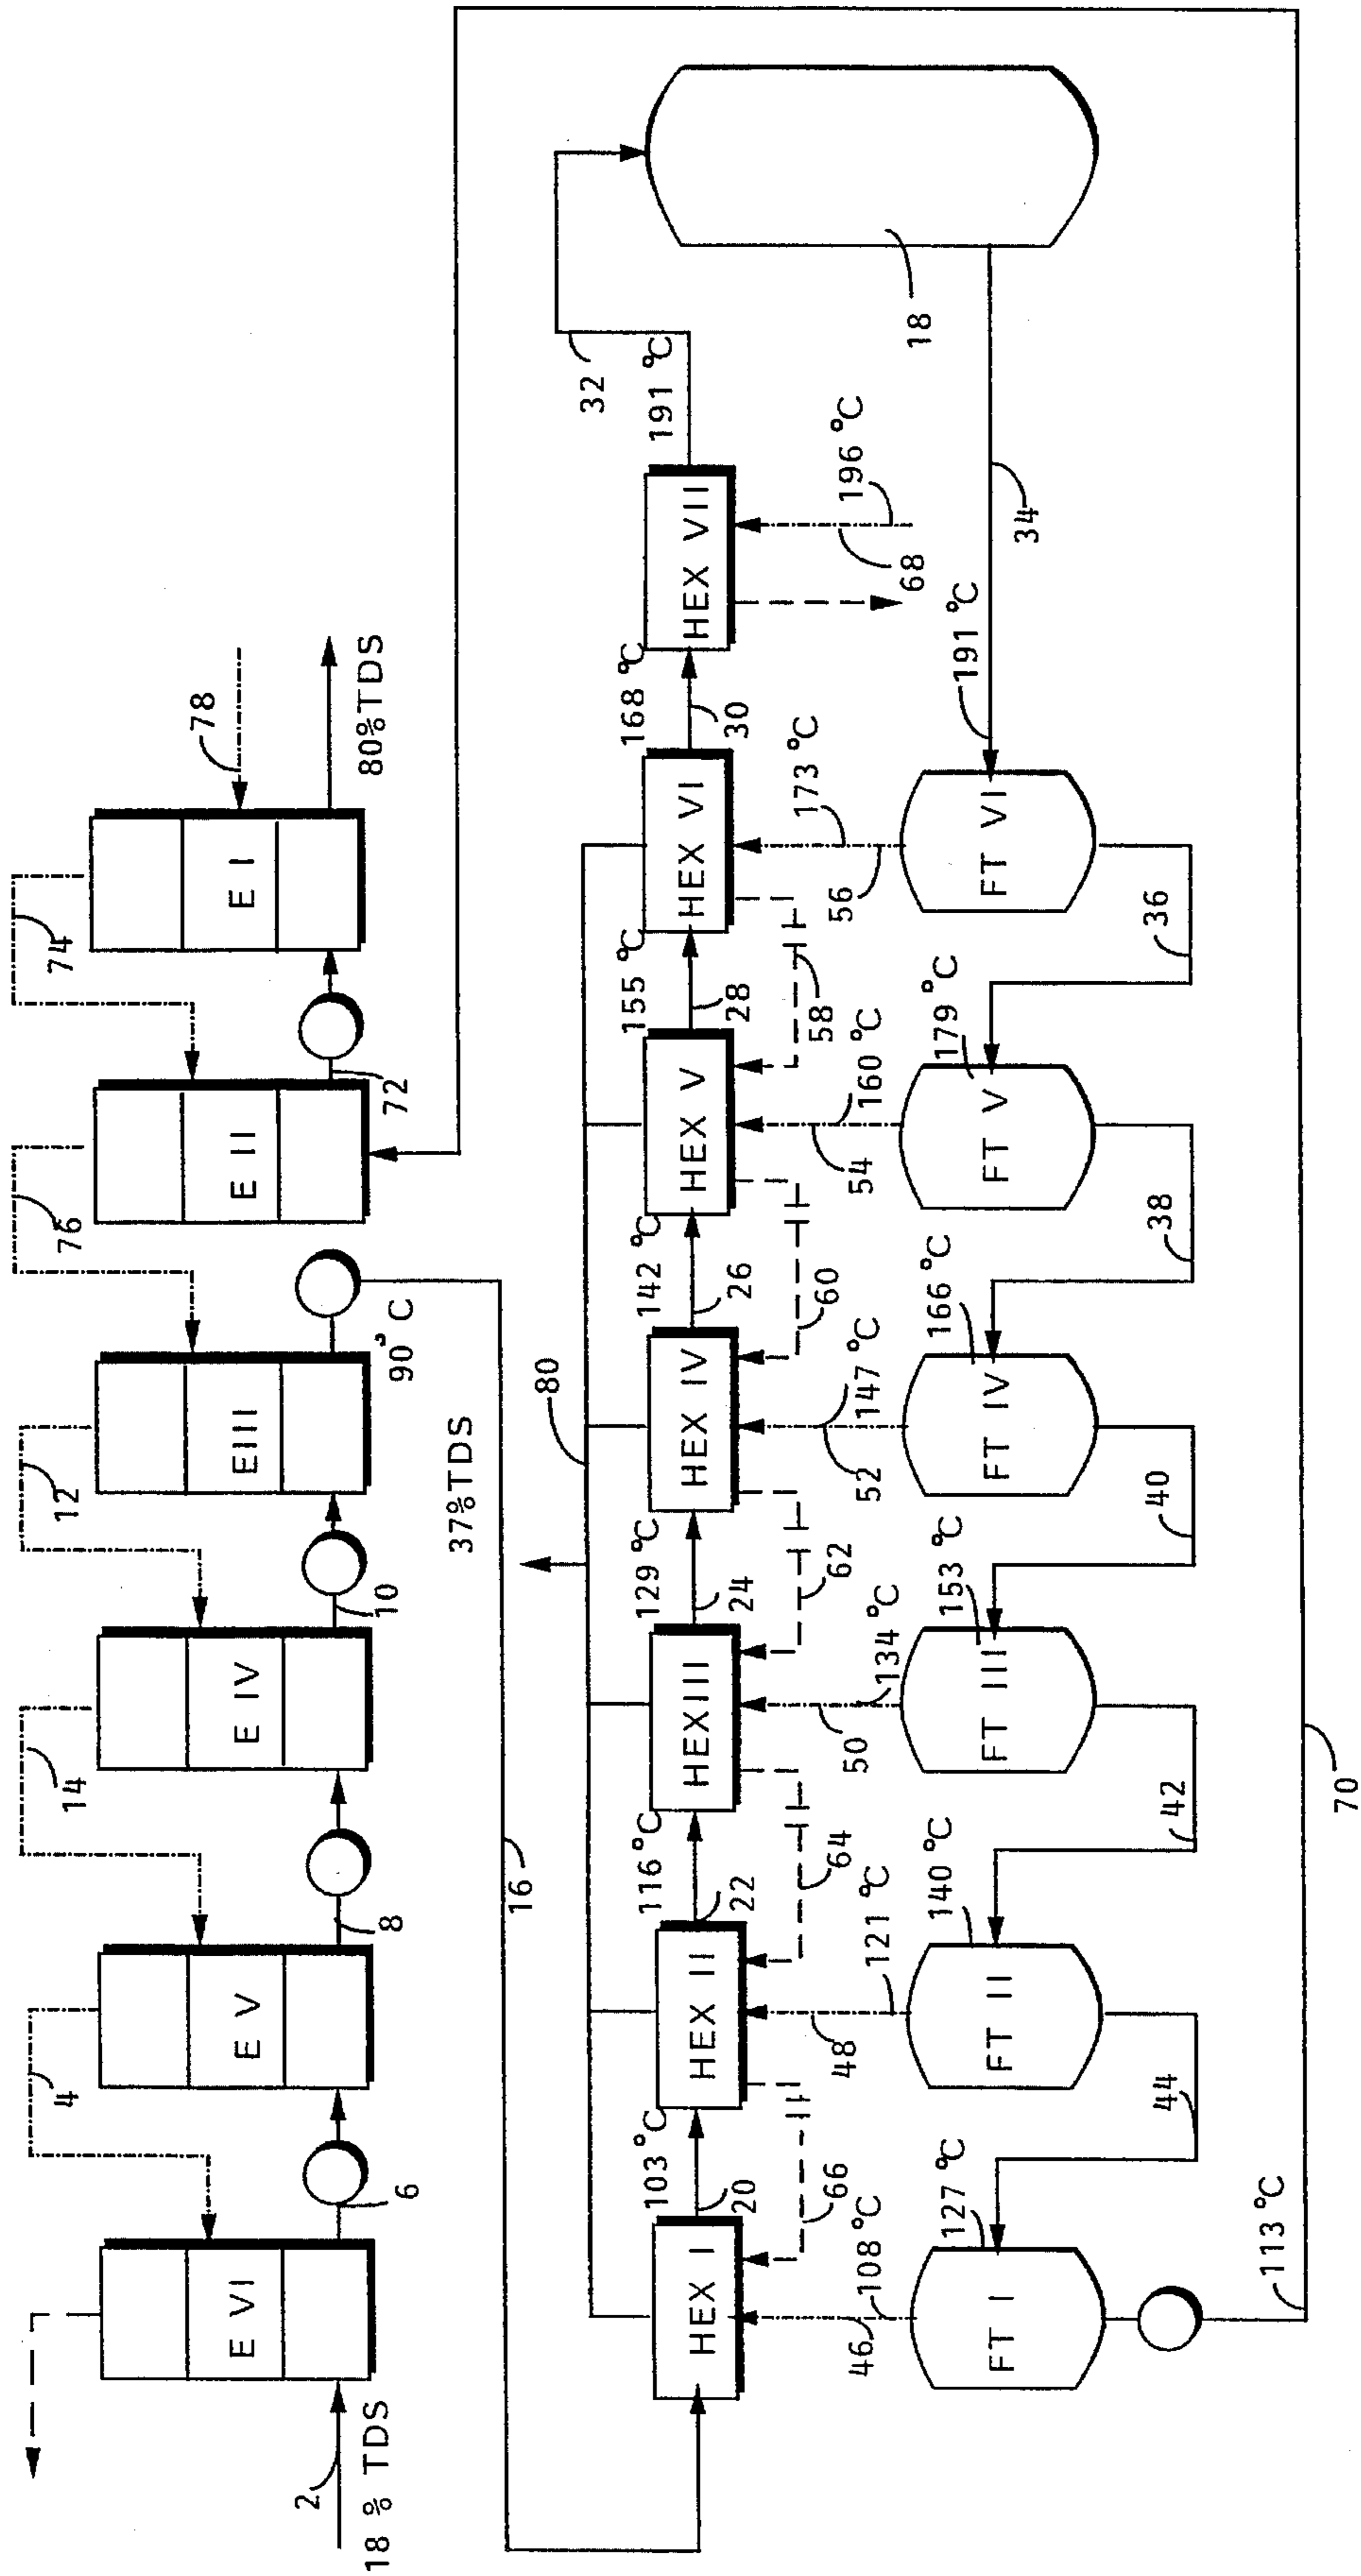 74
78
76
12
14
4
E I
E II
EIII
E IV
E V
E VI
80%TDS
72
90°C
10
8
6
2
18 % TDS
37%TDS
16
80
32
191 °C
168 °C
155 °C
142 °C
129 °C
116 °C
103 °C
HEX VII
HEX VI
HEX V
HEX IV
HEXIII
HEX II
HEX I
30
28
26
24
22
20
18
68
196 °C
58
60
62
64
66
56
173 °C
54
160 °C
52
147 °C
50
134 °C
48
121 °C
46
108 °C
34
191 °C
179 °C
166 °C
153 °C
140 °C
127 °C
FT VI
FT V
FT IV
FT III
FT II
FT I
36
38
40
42
44
113 °C
70